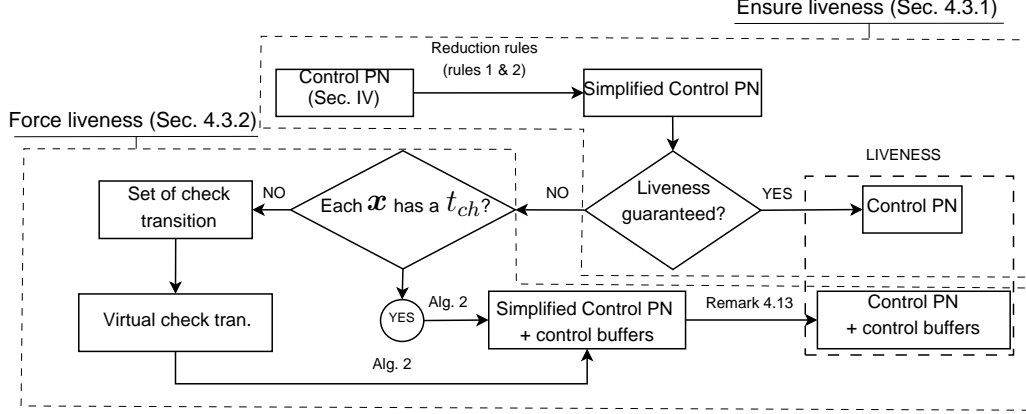 Ensure liveness (Sec. 4.3.1)
Reduction rules
(rules 1 & 2)
Control PN
(Sec. IV)
Simplified Control PN
Force liveness (Sec. 4.3.2)
LIVENESS
Set of check
transition
NO
Each x has a t_ch?
NO
Liveness
guaranteed?
YES
Control PN
Virtual check tran.
YES
Alg. 2
Simplified Control PN
+ control buffers
Remark 4.13
Control PN
+ control buffers
Alg. 2